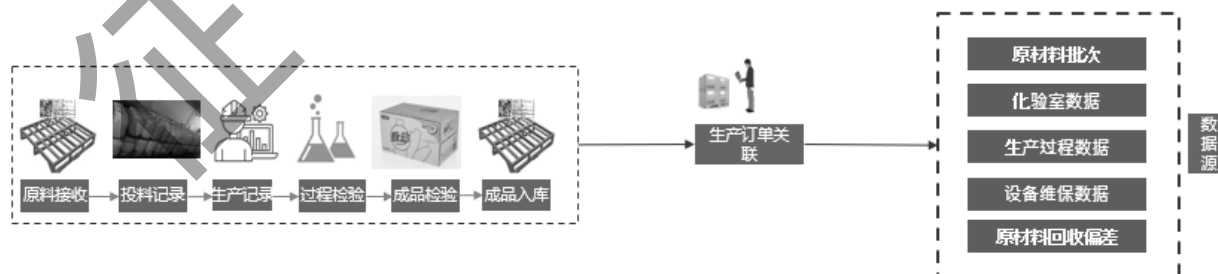 原料接收
投料记录
生产记录
过程检验
成品检验
成品入库
生产订单关
联
原材料批次
化验室数据
生产过程数据
设备维保数据
原材料回收偏差
数
据
源